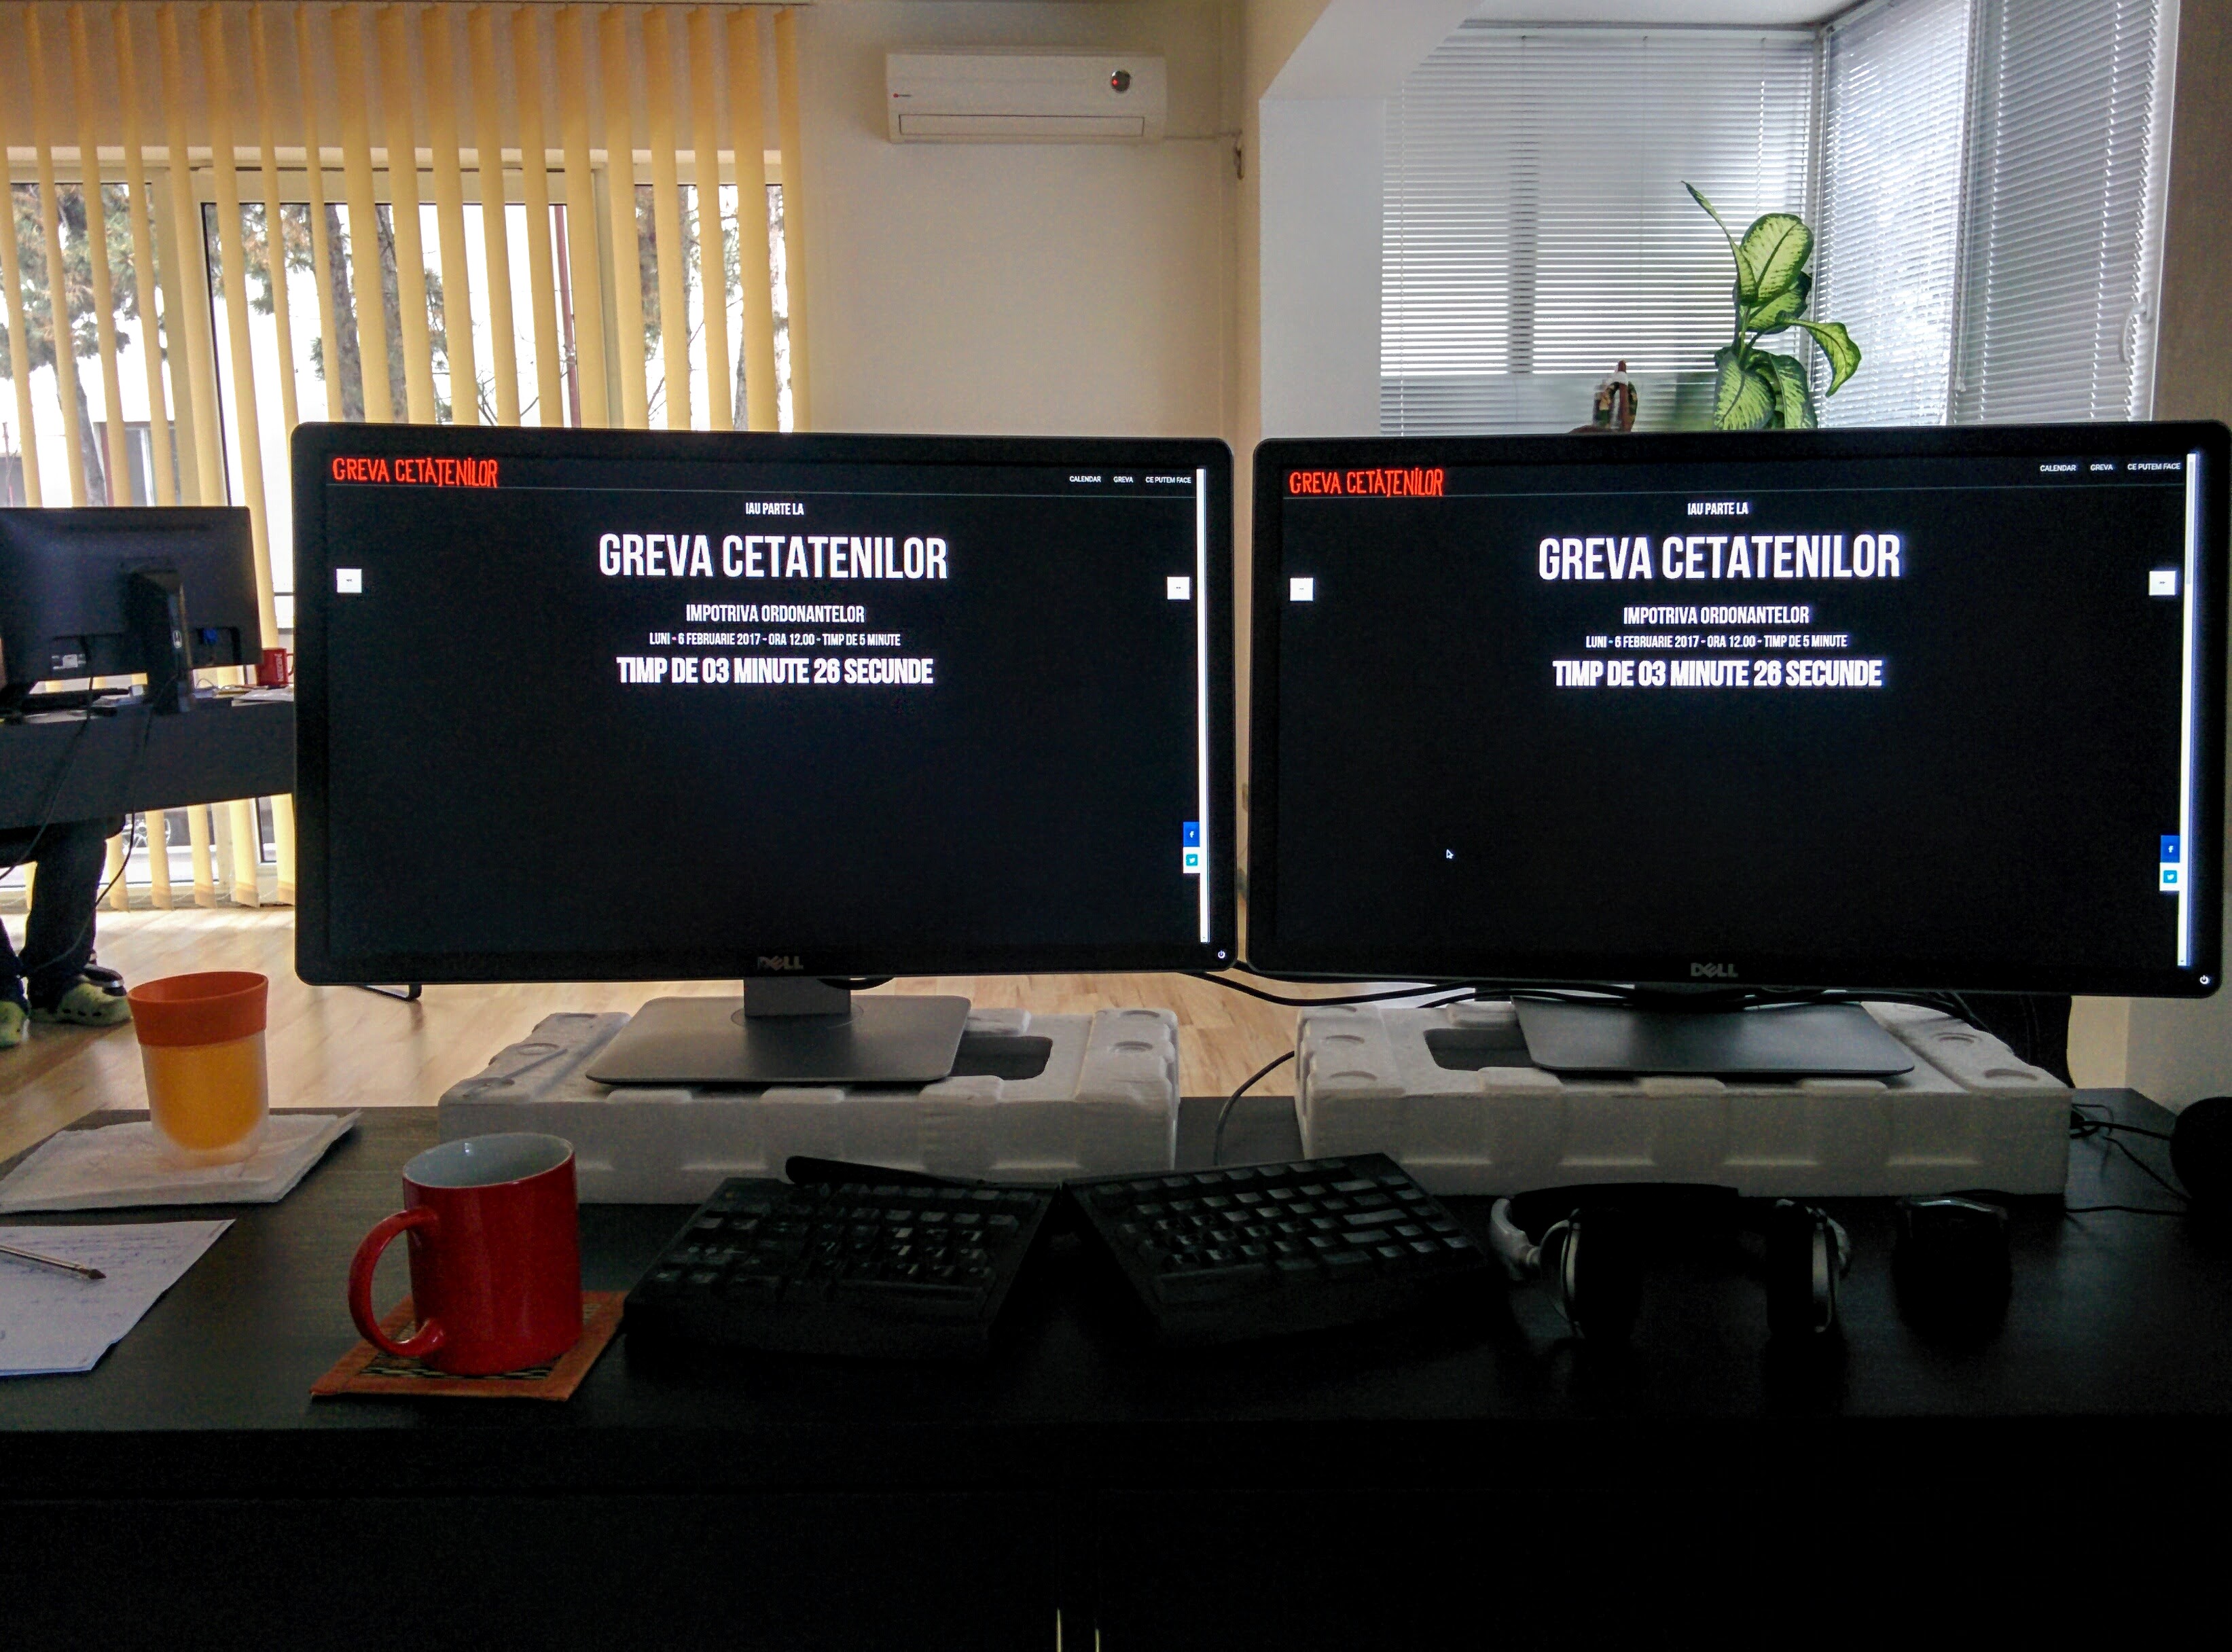 GREVA CETĂȚENILOR
CALENDAR GREVA CE PUTEM FACE
IAU PARTE LA
GREVA CETATENILOR
IMPOTRIVA ORDONANTELOR
LUNI - 6 FEBRUARIE 2017 - ORA 12.00 - TIMP DE 5 MINUTE
TIMP DE 03 MINUTE 26 SECUNDE
f
DELL
GREVA CETĂȚENILOR
CALENDAR GREVA CE PUTEM FACE
IAU PARTE LA
GREVA CETATENILOR
IMPOTRIVA ORDONANTELOR
LUNI - 6 FEBRUARIE 2017 - ORA 12.00 - TIMP DE 5 MINUTE
TIMP DE 03 MINUTE 26 SECUNDE
f
DELL